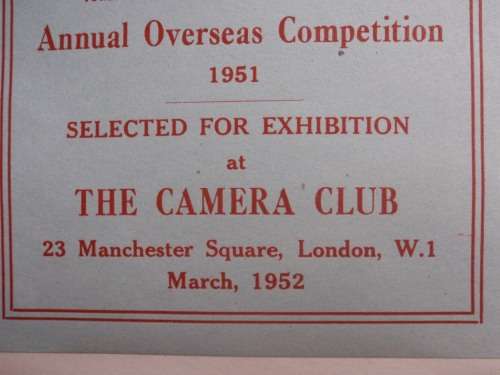 Annual Overseas Competition
1951
SELECTED FOR EXHIBITION
at
THE CAMERA CLUB
23 Manchester Square, London, W.1
March, 1952